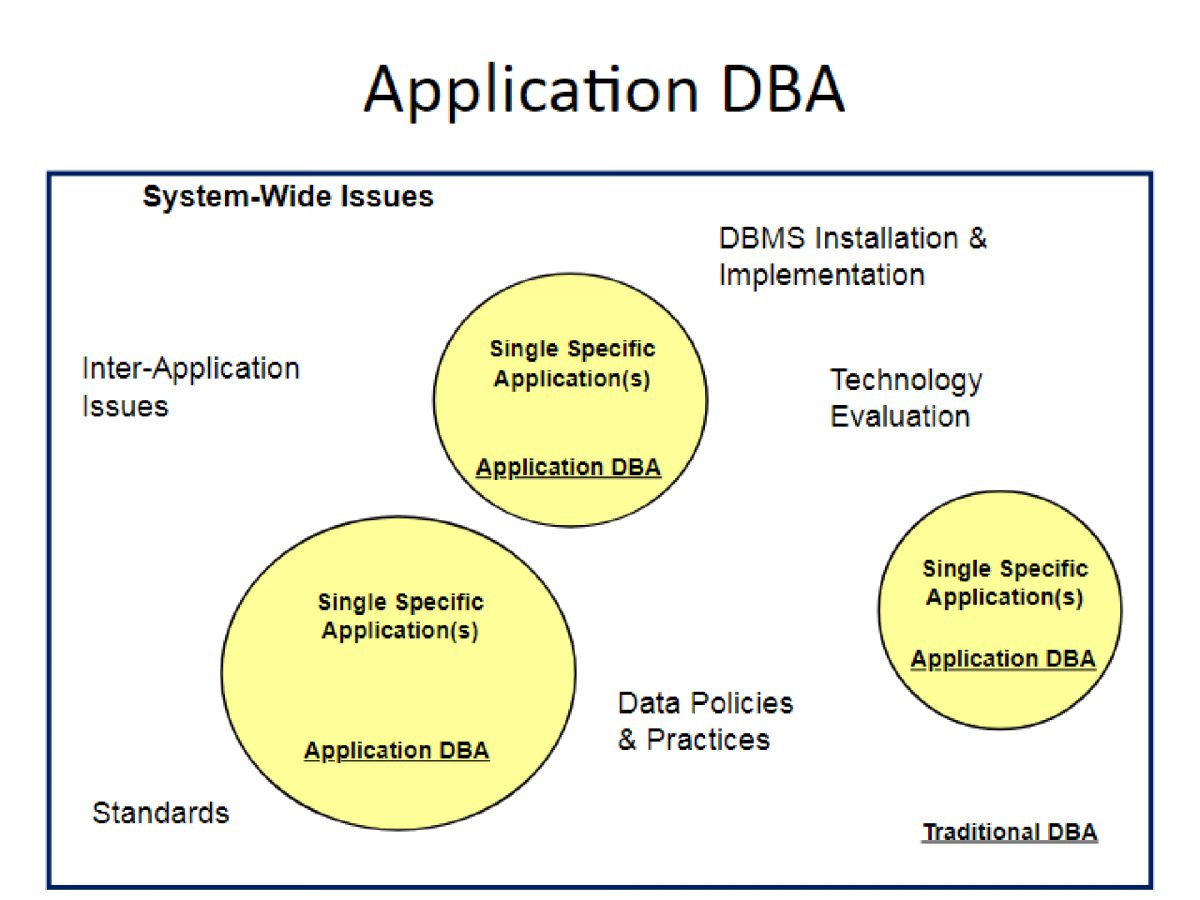 Application DBA
System-Wide Issues
DBMS Installation &
Implementation
Single Specific
Application(s)
Application DBA
Inter-Application
Issues
Technology
Evaluation
Single Specific
Application(s)
Application DBA
Single Specific
Application(s)
Application DBA
Data Policies
& Practices
Standards
Traditional DBA